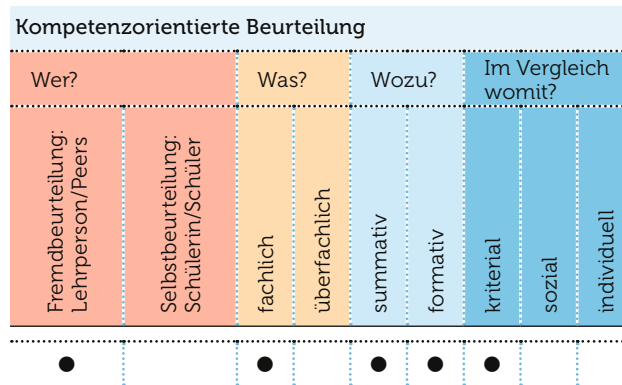 Kompetenzorientierte Beurteilung
Wer?
Was?
Wozu?
Im Vergleich
womit?
Fremdbeurteilung:
Lehrperson/Peers
Selbstbeurteilung:
Schülerin/Schüler
fachlich
überfachlich
summativ
formativ
kriterial
sozial
individuell